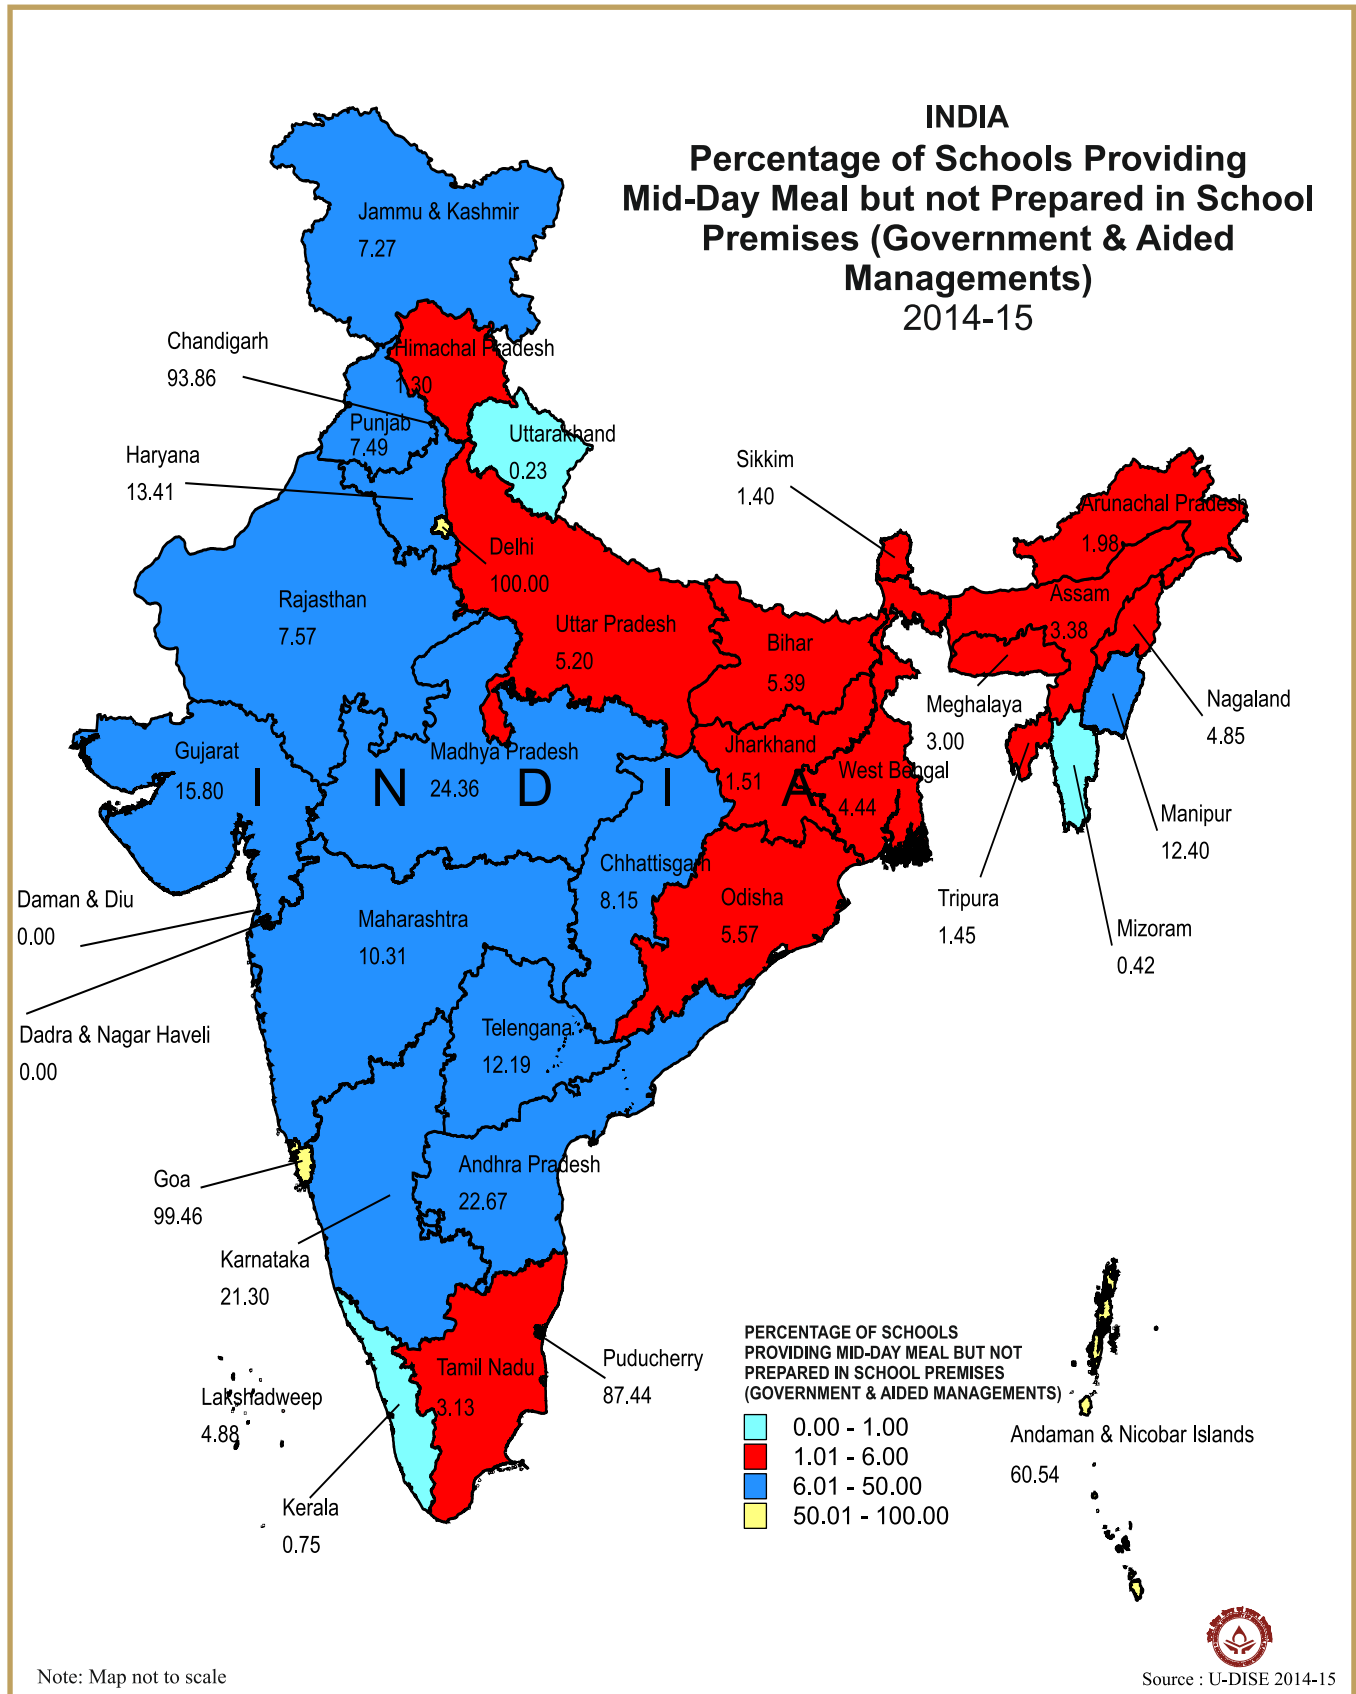 INDIA
Percentage of Schools Providing
Mid-Day Meal but not Prepared in School
Premises (Government & Aided
Managements)
2014-15
Jammu & Kashmir
7.27
Chandigarh
93.86
Himachal Pradesh
1.30
Punjab
7.49
Haryana
13.41
Uttarakhand
0.23
Sikkim
1.40
Arunachal Pradesh
1.98
Delhi
100.00
Rajasthan
7.57
Uttar Pradesh
5.20
Bihar
5.39
Assam
3.38
Meghalaya
3.00
Nagaland
4.85
Gujarat
15.80
Madhya Pradesh
24.36
Jharkhand
1.51
West Bengal
4.44
I N D I A
Manipur
12.40
Tripura
1.45
Mizoram
0.42
Daman & Diu
0.00
Maharashtra
10.31
Chhattisgarh
8.15
Odisha
5.57
Dadra & Nagar Haveli
0.00
Telengana
12.19
Goa
99.46
Andhra Pradesh
22.67
Karnataka
21.30
Puducherry
87.44
Tamil Nadu
3.13
Lakshadweep
4.88
Kerala
0.75
PERCENTAGE OF SCHOOLS
PROVIDING MID-DAY MEAL BUT NOT
PREPARED IN SCHOOL PREMISES
(GOVERNMENT & AIDED MANAGEMENTS)
0.00 - 1.00
1.01 - 6.00
6.01 - 50.00
50.01 - 100.00
Andaman & Nicobar Islands
60.54
Note: Map not to scale
Source : U-DISE 2014-15